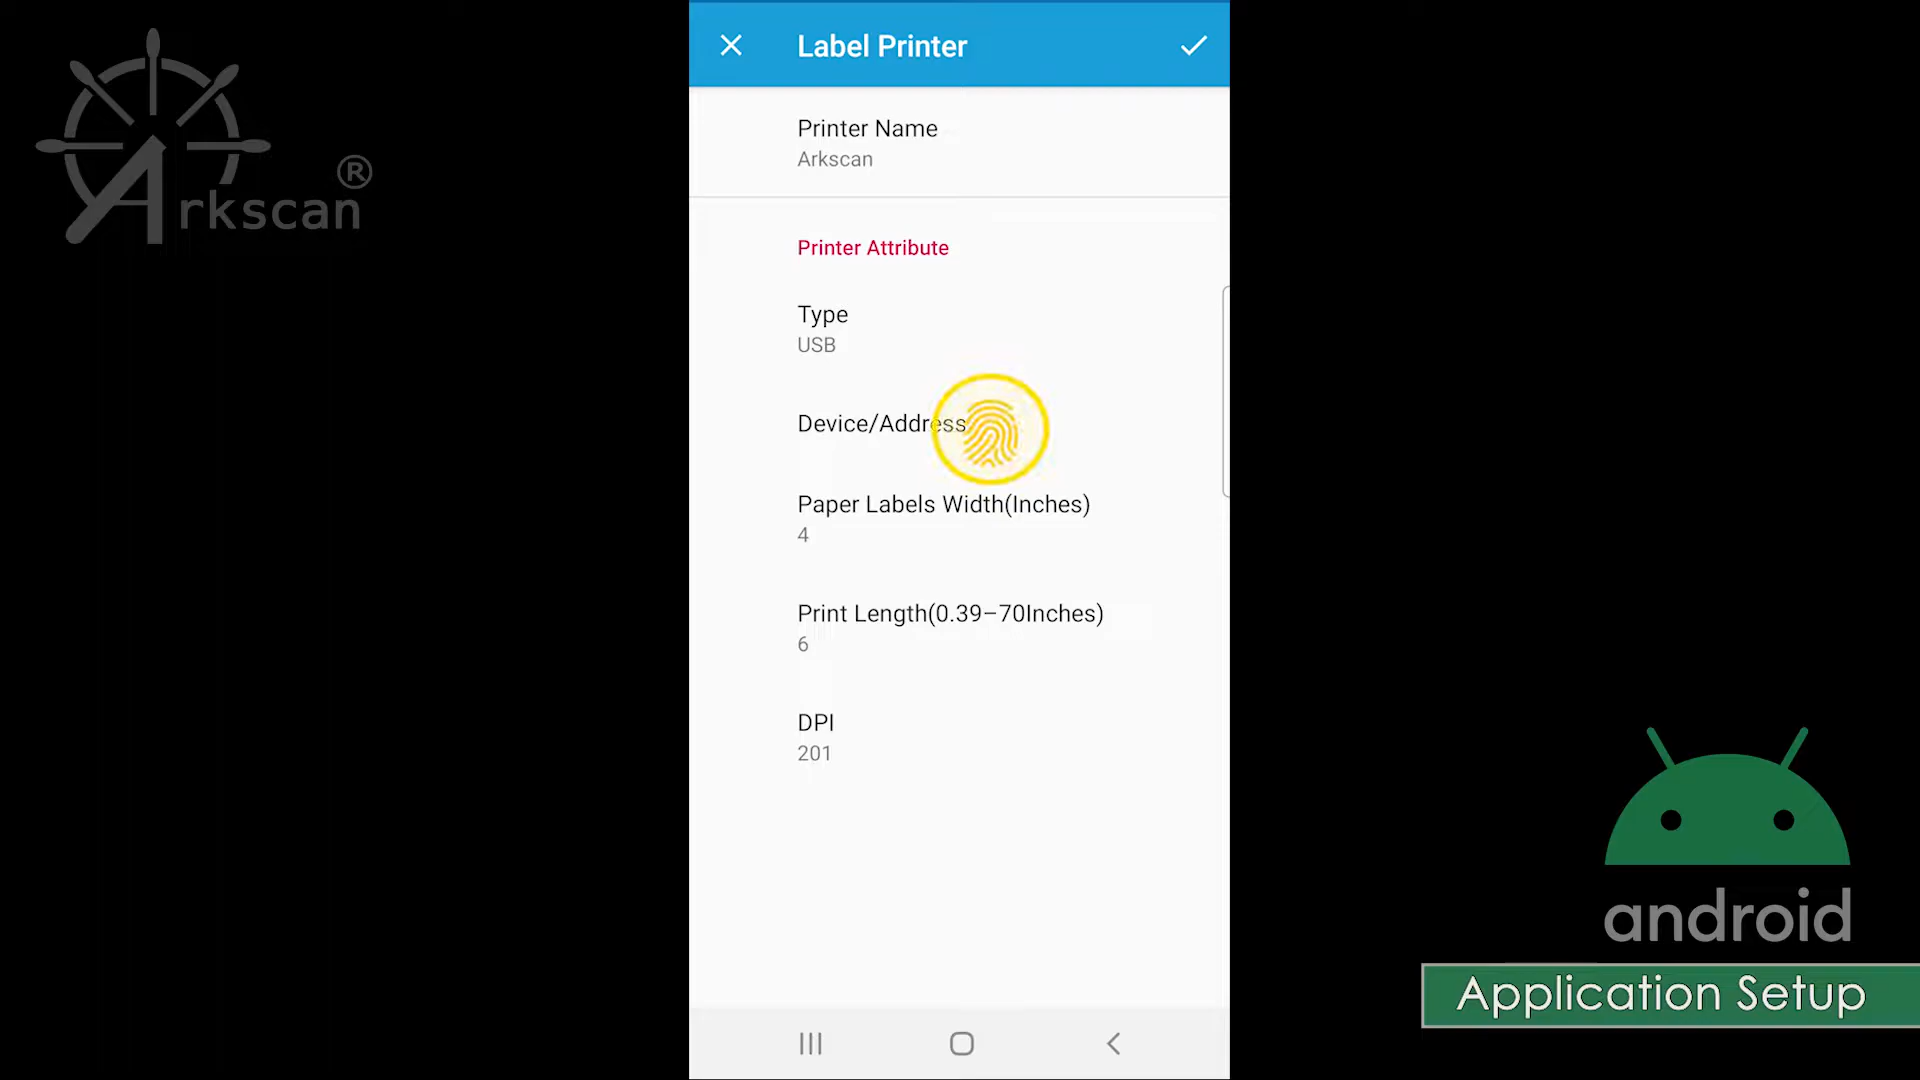 Arkscan®
Label Printer
Printer Name
Arkscan
Printer Attribute
Type
USB
Device/Address
Paper Labels Width(Inches)
4
Print Length(0.39–70Inches)
6
DPI
201
android
Application Setup